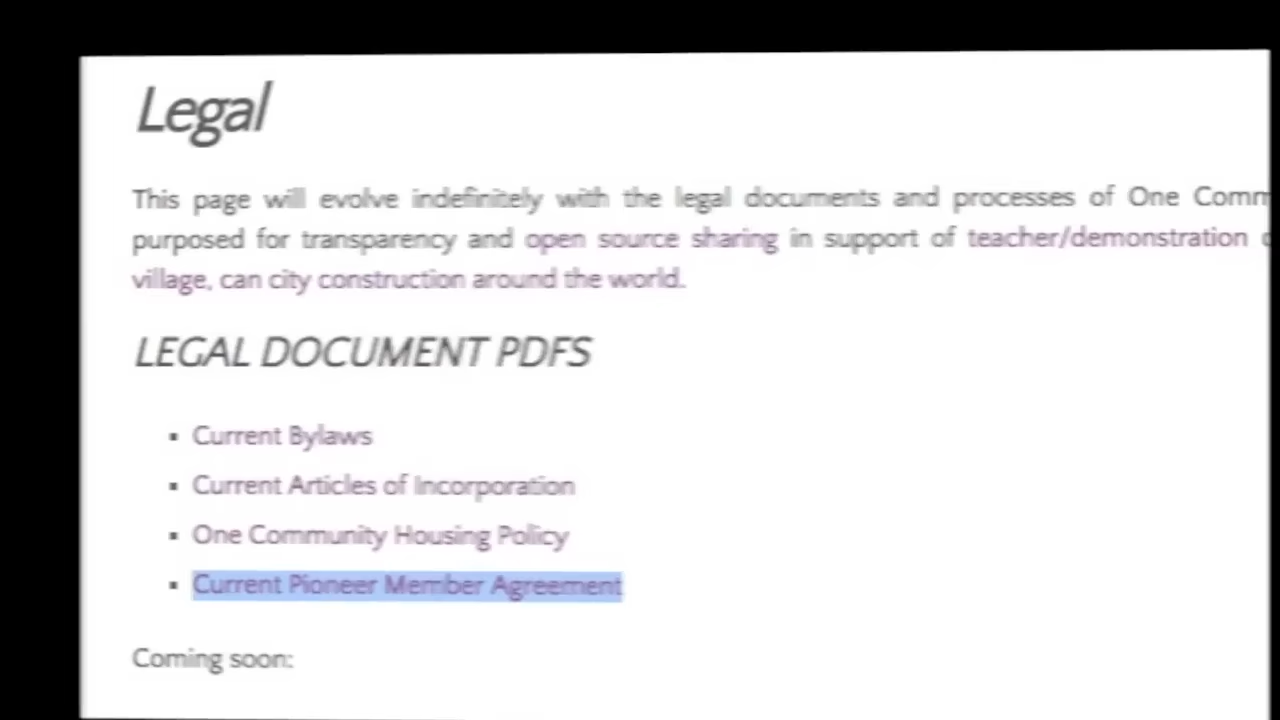 Legal
This page will evolve indefinitely with the legal documents and processes of One Comm
purposed for transparency and open source sharing in support of teacher/demonstration
village, can city construction around the world.
LEGAL DOCUMENT PDFS
▪ Current Bylaws
▪ Current Articles of Incorporation
▪ One Community Housing Policy
▪ Current Pioneer Member Agreement
Coming soon: